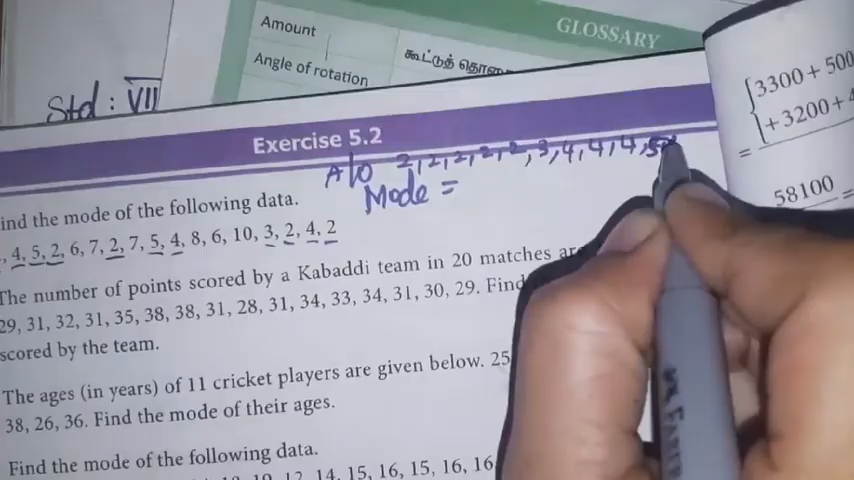 GLOSSARY
Amount
கூட்டுத் தொகை
Angle of rotation
Std : VII
3300 + 500
+ 3200 + 4
=
58100
=
Exercise 5.2
A/O 2, 2, 2, 2, 2, 3, 4, 4, 4, 5
Mode =
ind the mode of the following data.
, 4, 5, 2, 6, 7, 2, 7, 5, 4, 8, 6, 10, 3, 2, 4, 2
The number of points scored by a Kabaddi team in 20 matches are
29, 31, 32, 31, 35, 38, 38, 31, 28, 31, 34, 33, 34, 31, 30, 29. Find
scored by the team.
The ages (in years) of 11 cricket players are given below. 25
38, 26, 36. Find the mode of their ages.
Find the mode of the following data.
12, 14, 15, 16, 15, 16, 16